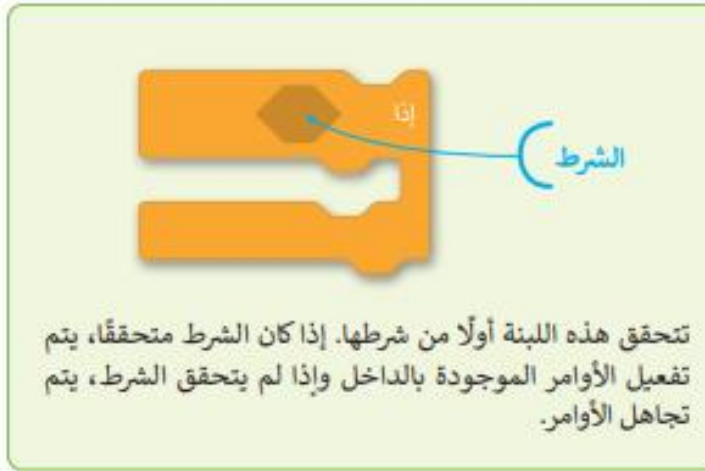 إذا
الشرط
تتحقق هذه اللبنة أولًا من شرطها. إذا كان الشرط متحققًا، يتم
تفعيل الأوامر الموجودة بالداخل وإذا لم يتحقق الشرط، يتم
تجاهل الأوامر.